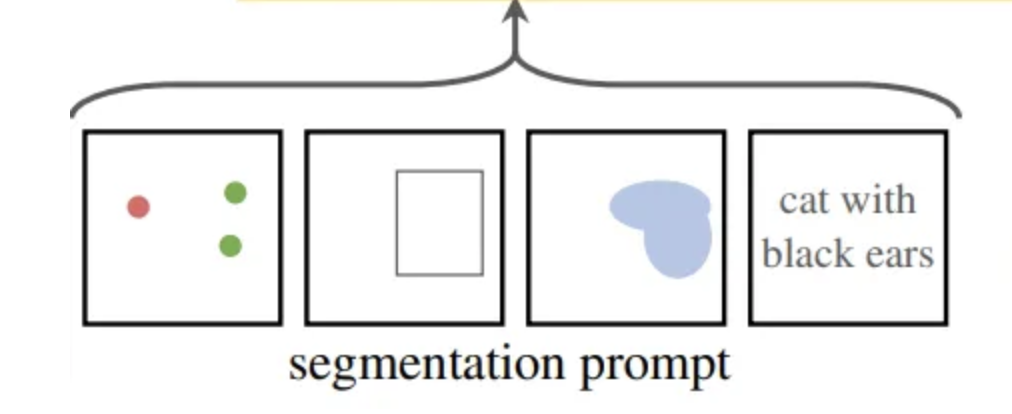 cat with
black ears
segmentation prompt